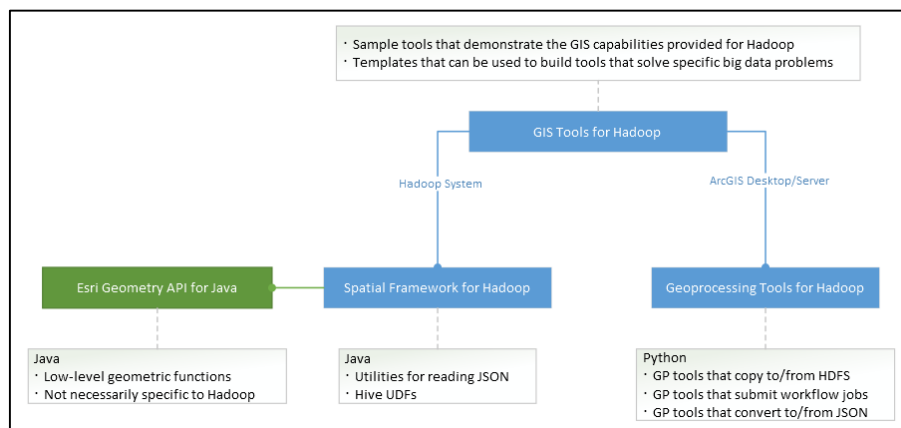 · Sample tools that demonstrate the GIS capabilities provided for Hadoop
· Templates that can be used to build tools that solve specific big data problems
GIS Tools for Hadoop
Hadoop System
ArcGIS Desktop/Server
Esri Geometry API for Java
Spatial Framework for Hadoop
Geoprocessing Tools for Hadoop
Java
· Low-level geometric functions
· Not necessarily specific to Hadoop
Java
· Utilities for reading JSON
· Hive UDFs
Python
· GP tools that copy to/from HDFS
· GP tools that submit workflow jobs
· GP tools that convert to/from JSON